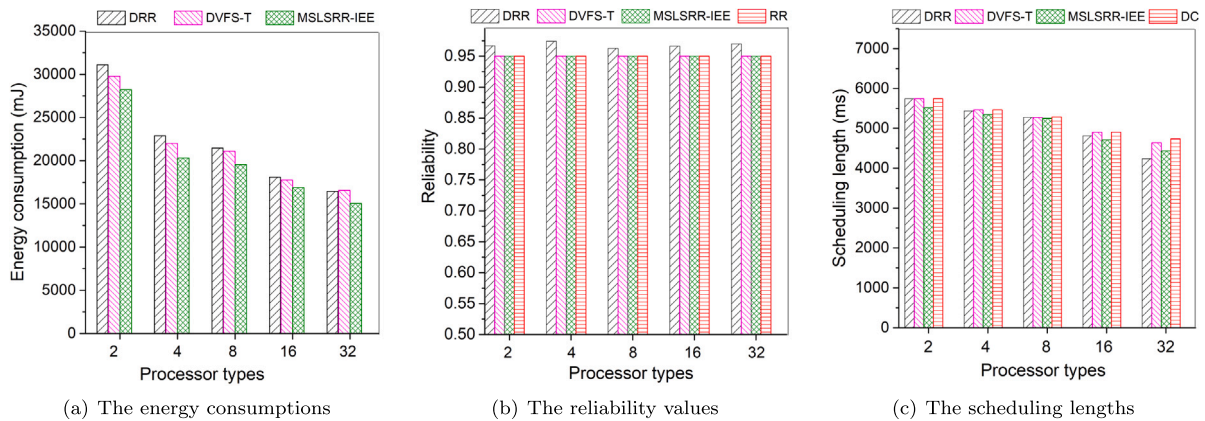 DRR DVFS-T MSLSRR-IEE
35000
30000
25000
20000
15000
10000
5000
0
Energy consumption (mJ)
2 4 8 16 32
Processor types
(a) The energy consumptions
DRR DVFS-T MSLSRR-IEE RR
0.95
0.90
0.85
0.80
0.75
0.70
0.65
0.60
0.55
0.50
Reliability
2 4 8 16 32
Processor types
(b) The reliability values
DRR DVFS-T MSLSRR-IEE DC
7000
6000
5000
4000
3000
2000
1000
0
Scheduling length (ms)
2 4 8 16 32
Processor types
(c) The scheduling lengths